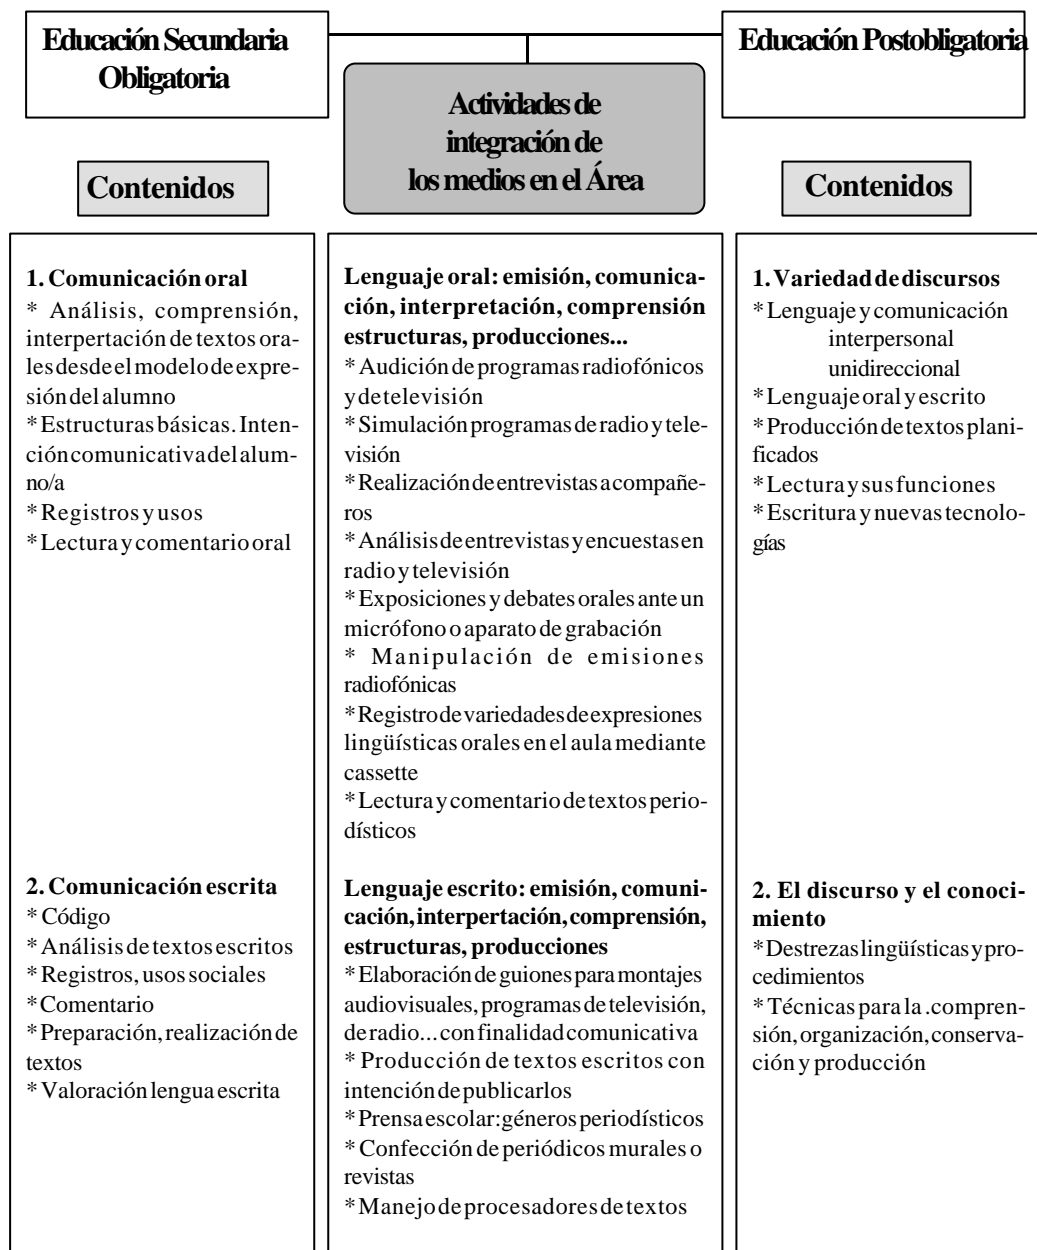 Educación Secundaria
Obligatoria
Actividades de
integración de
los medios en el Área
Educación Postobligatoria
Contenidos
Contenidos
1. Comunicación oral
* Análisis, comprensión,
interpertación de textos ora-
les desde el modelo de expre-
sión del alumno
* Estructuras básicas. Inten-
ción comunicativa del alum-
no/a
* Registros y usos
* Lectura y comentario oral
2. Comunicación escrita
* Código
* Análisis de textos escritos
* Registros, usos sociales
* Comentario
* Preparación, realización de
textos
* Valoración lengua escrita
Lenguaje oral: emisión, comunica-
ción, interpretación, comprensión
estructuras, producciones...
* Audición de programas radiofónicos
y de televisión
* Simulación programas de radio y tele-
visión
* Realización de entrevistas a compañe-
ros
* Análisis de entrevistas y encuestas en
radio y televisión
* Exposiciones y debates orales ante un
micrófono o aparato de grabación
* Manipulación de emisiones
radiofónicas
* Registro de variedades de expresiones
lingüísticas orales en el aula mediante
cassette
* Lectura y comentario de textos perio-
dísticos
Lenguaje escrito: emisión, comuni-
cación, interpertación, comprensión,
estructuras, producciones
* Elaboración de guiones para montajes
audiovisuales, programas de televisión,
de radio... con finalidad comunicativa
* Producción de textos escritos con
intención de publicarlos
* Prensa escolar: géneros periodísticos
* Confección de periódicos murales o
revistas
* Manejo de procesadores de textos
1. Variedad de discursos
* Lenguaje y comunicación
interpersonal
unidireccional
* Lenguaje oral y escrito
* Producción de textos plani-
ficados
* Lectura y sus funciones
* Escritura y nuevas tecnolo-
gías
2. El discurso y el conoci-
miento
* Destrezas lingüísticas y pro-
cedimientos
* Técnicas para la .compren-
sión, organización, conserva-
ción y producción